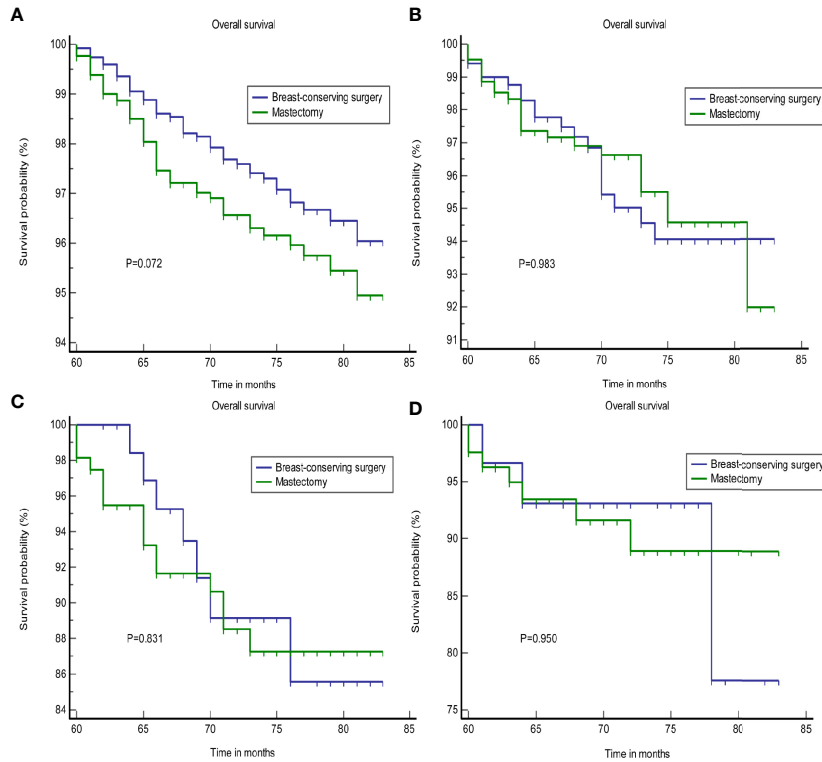 A
Overall survival
100
99
98
97
96
95
94
Survival probability (%)
Breast-conserving surgery
Mastectomy
P=0.072
60 65 70 75 80 85
Time in months
B
Overall survival
100
99
98
97
96
95
94
93
92
91
Survival probability (%)
Breast-conserving surgery
Mastectomy
P=0.983
60 65 70 75 80 85
Time in months
C
Overall survival
100
98
96
94
92
90
88
86
84
Survival probability (%)
Breast-conserving surgery
Mastectomy
P=0.831
60 65 70 75 80 85
Time in months
D
Overall survival
100
95
90
85
80
75
Survival probability (%)
Breast-conserving surgery
Mastectomy
P=0.950
60 65 70 75 80 85
Time in months